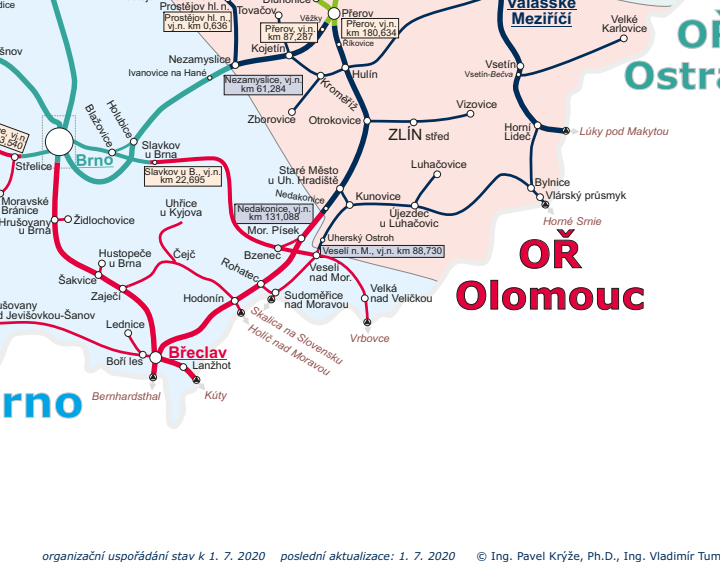 Prostějov hl. n.
Prostějov hl. n.,
vj.n. km 0,636
Tovačov
Věžky
Přerov
Přerov, vj.n.
km 87,287
Přerov, vj.n.
km 180,634
Říkovice
Kojetín
Valašské
Meziříčí
Velké
Karlovice
OŘ
Ostra
Nezamyslice
Ivanovice na Hané
Nezamyslice, vj.n.
km 61,284
Hulín
Kroměříž
Vsetín
Vsetín-Bečva
Zborovice
Otrokovice
Vizovice
ZLÍN střed
Horní
Lideč
Lúky pod Makytou
Blažovice
Holubice
Brno
Slavkov
u Brna
Slavkov u B., vj.n.
km 22,695
Střelice
Luhačovice
Staré Město
u Uh. Hradiště
Nedakonice
Kunovice
Bylnice
Vlárský průsmyk
Moravské
Bránice
Hrušovany
u Brna
Židlochovice
Uhřice
u Kyjova
Nedakonice, vj.n.
km 131,088
Újezdec
u Luhačovic
Horné Srnie
Mor. Písek
Uherský Ostroh
Veselí n. M., vj.n. km 88,730
Bzenec
OŘ
Olomouc
Hustopeče
u Brna
Čejč
Rohatec
Veselí
nad Mor.
Šakvice
Zaječí
Hodonín
Sudoměřice
nad Moravou
Velká
nad Veličkou
Lednice
Skalica na Slovensku
Holíč nad Moravou
Vrbovce
Břeclav
Boří les
Lanžhot
Bernhardsthal
Kúty
rno
organizační uspořádání stav k 1. 7. 2020 poslední aktualizace: 1. 7. 2020 © Ing. Pavel Krýže, Ph.D., Ing. Vladimír Tum